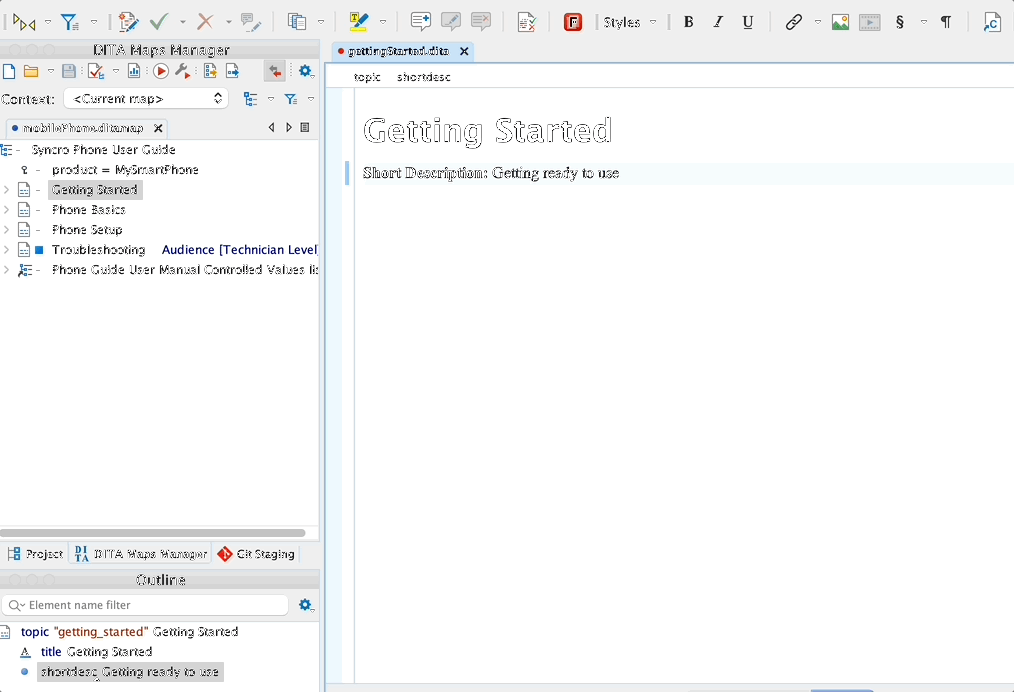 Styles
B I U
§ ¶
DITA Maps Manager
gettingStarted.dita
Context: <Current map>
topic shortdesc
mobilePhone.ditamap
Getting Started
Short Description: Getting ready to use
Syncro Phone User Guide
product = MySmartPhone
Getting Started
Phone Basics
Phone Setup
Troubleshooting Audience [Technician Level]
Phone Guide User Manual Controlled Values
Project DITA Maps Manager Git Staging
Outline
Element name filter
topic "getting_started" Getting Started
title Getting Started
shortdesc Getting ready to use